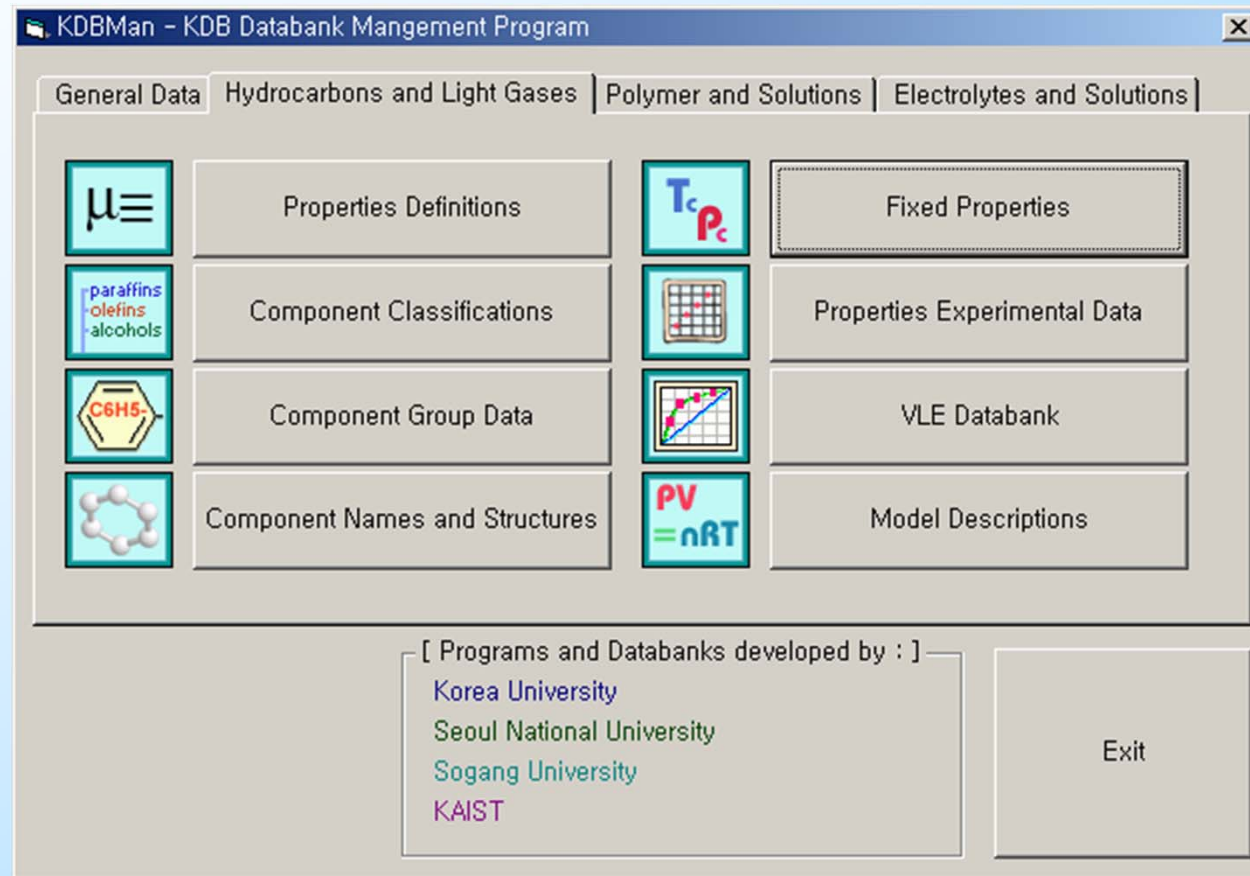 KDBMan - KDB Databank Mangement Program
General Data
Hydrocarbons and Light Gases
Polymer and Solutions
Electrolytes and Solutions
μ≡
Properties Definitions
Tc
Pc
Fixed Properties
paraffins
olefins
alcohols
Component Classifications
Properties Experimental Data
C6H5-
Component Group Data
VLE Databank
Component Names and Structures
PV
=nRT
Model Descriptions
[ Programs and Databanks developed by : ]
Korea University
Seoul National University
Sogang University
KAIST
Exit